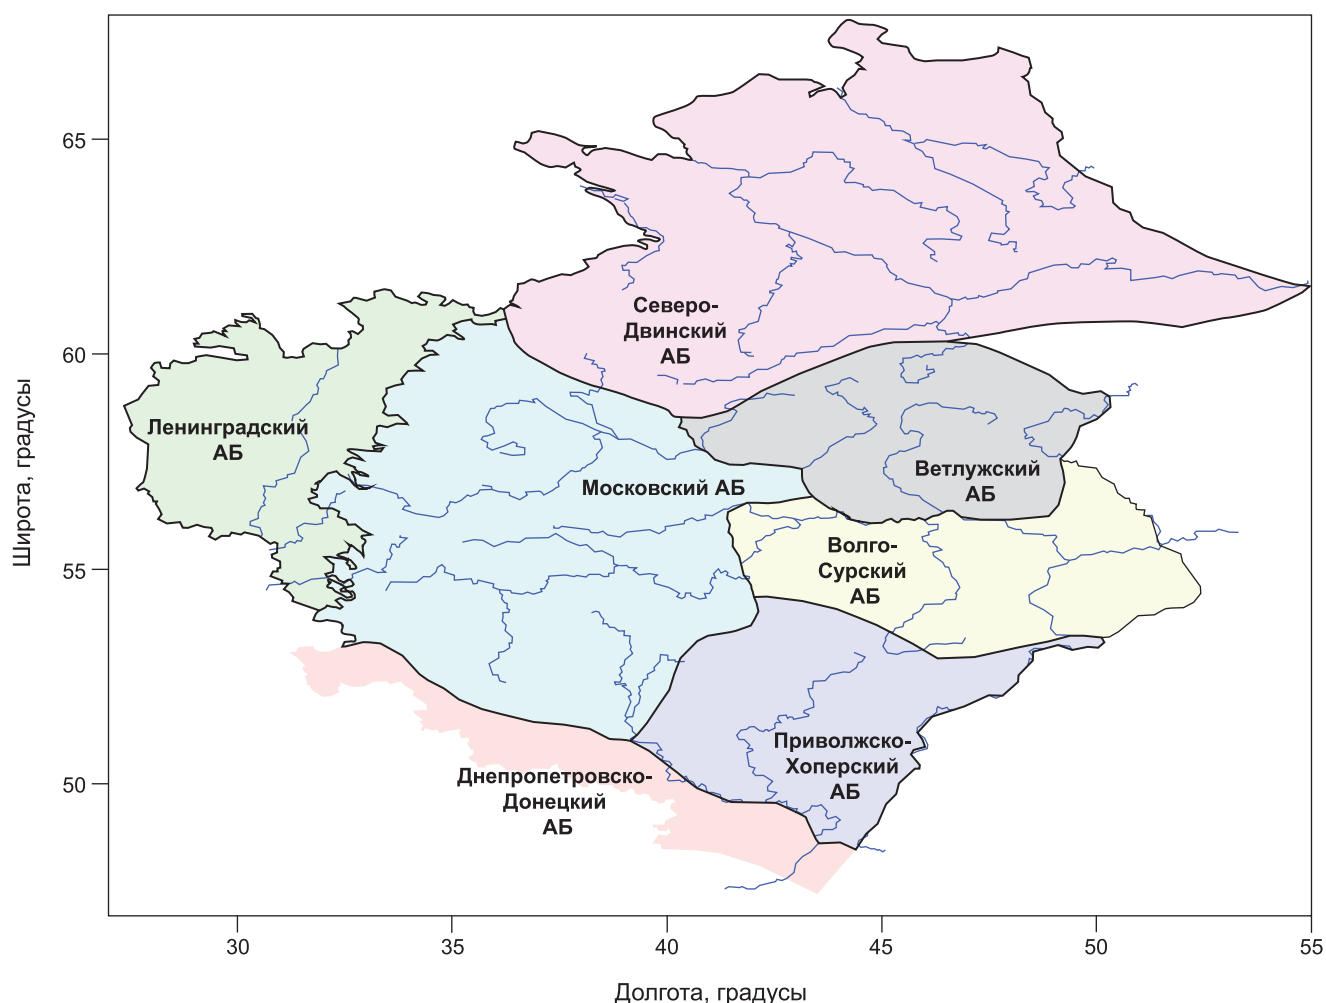 65
60
55
50
Широта, градусы
Северо-
Двинский
АБ
Ленинградский
АБ
Ветлужский
АБ
Московский АБ
Волго-
Сурский
АБ
Приволжско-
Хоперский
АБ
Днепропетровско-
Донецкий
АБ
30
35
40
45
50
55
Долгота, градусы